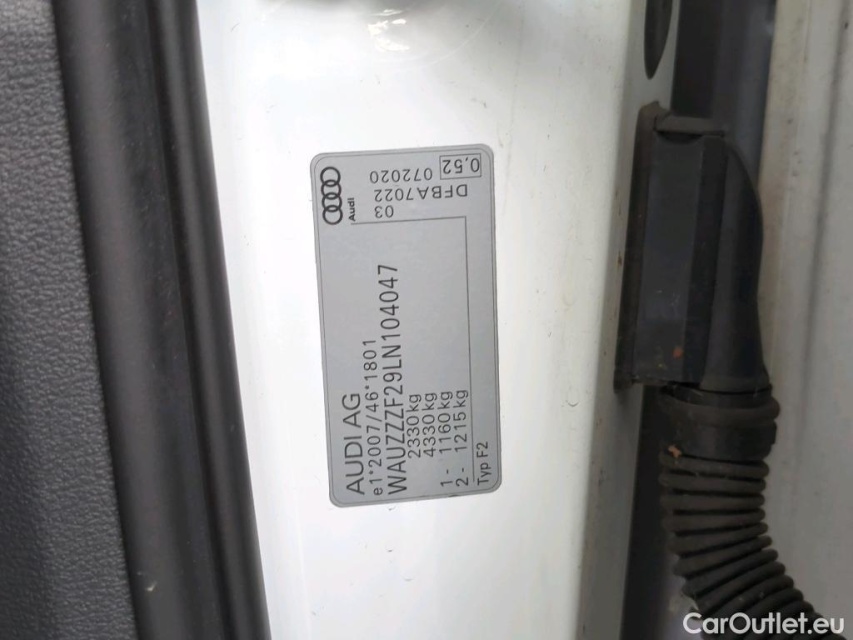 AUDI AG
e1*2007/46*1801
WAUZZZF29LN104047
2330kg
4330kg
1 - 1160kg
2 - 1215kg
Typ F2
Audi
03
DFBA7022
072020
0.52
CarOutlet.eu